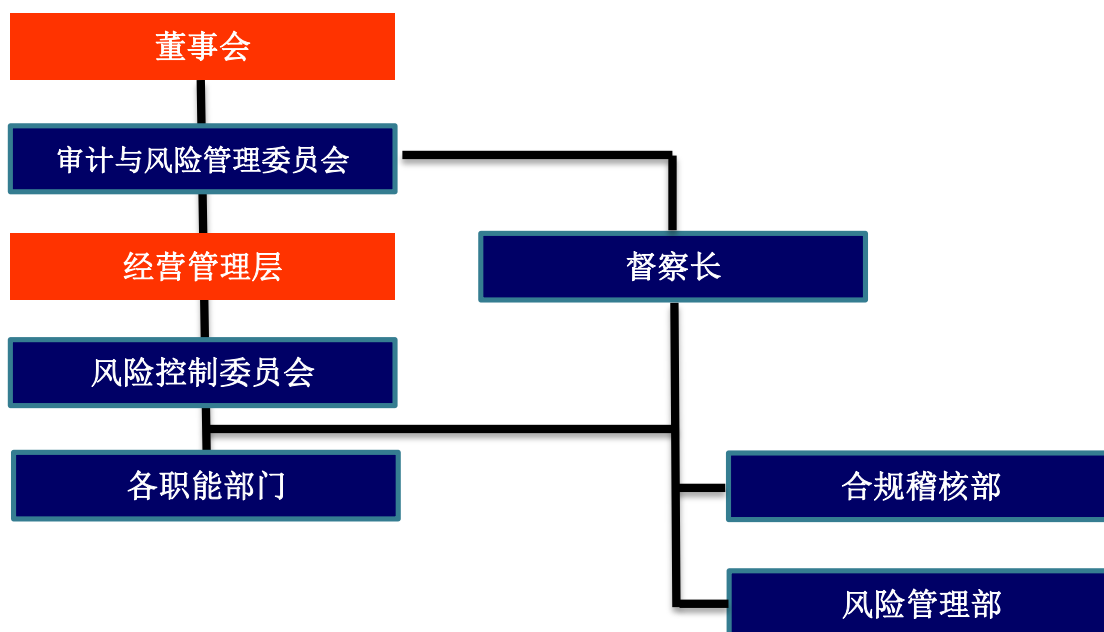 董事会
审计与风险管理委员会
经营管理层
督察长
风险控制委员会
各职能部门
合规稽核部
风险管理部